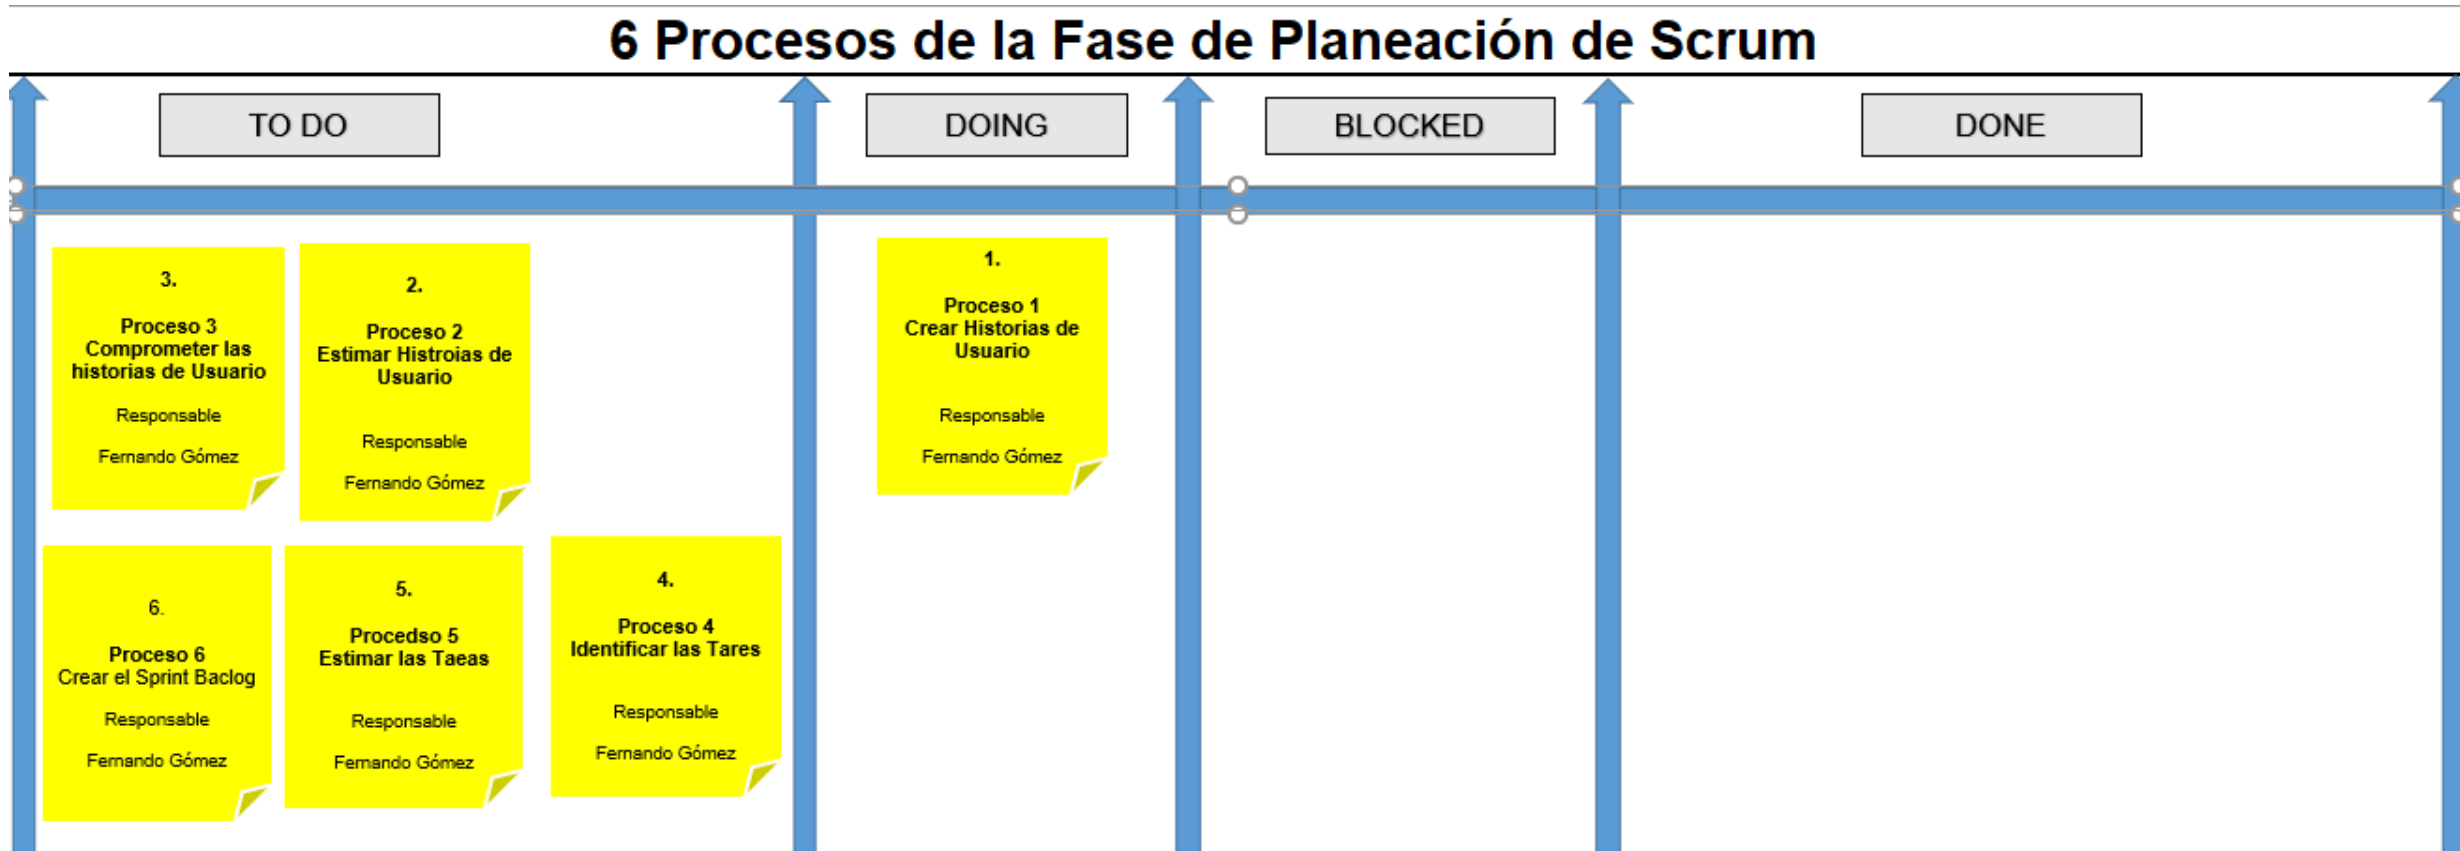 6 Procesos de la Fase de Planeación de Scrum
TO DO
DOING
BLOCKED
DONE
3.
Proceso 3
Comprometer las
historias de Usuario
Responsable
Fernando Gómez
2.
Proceso 2
Estimar Histroias de
Usuario
Responsable
Fernando Gómez
1.
Proceso 1
Crear Historias de
Usuario
Responsable
Fernando Gómez
6.
Proceso 6
Crear el Sprint Baclog
Responsable
Fernando Gómez
5.
Procedso 5
Estimar las Taeas
Responsable
Fernando Gómez
4.
Proceso 4
Identificar las Tares
Responsable
Fernando Gómez